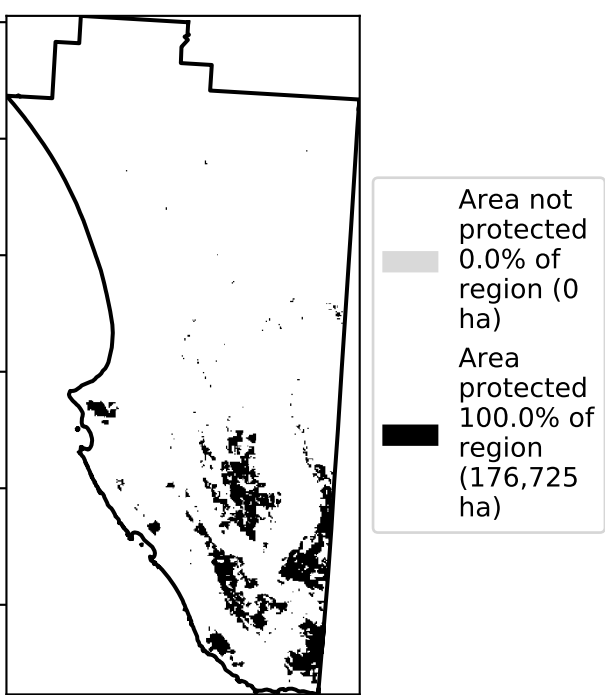 Area not
protected
0.0% of
region (0
ha)
Area
protected
100.0% of
region
(176,725
ha)